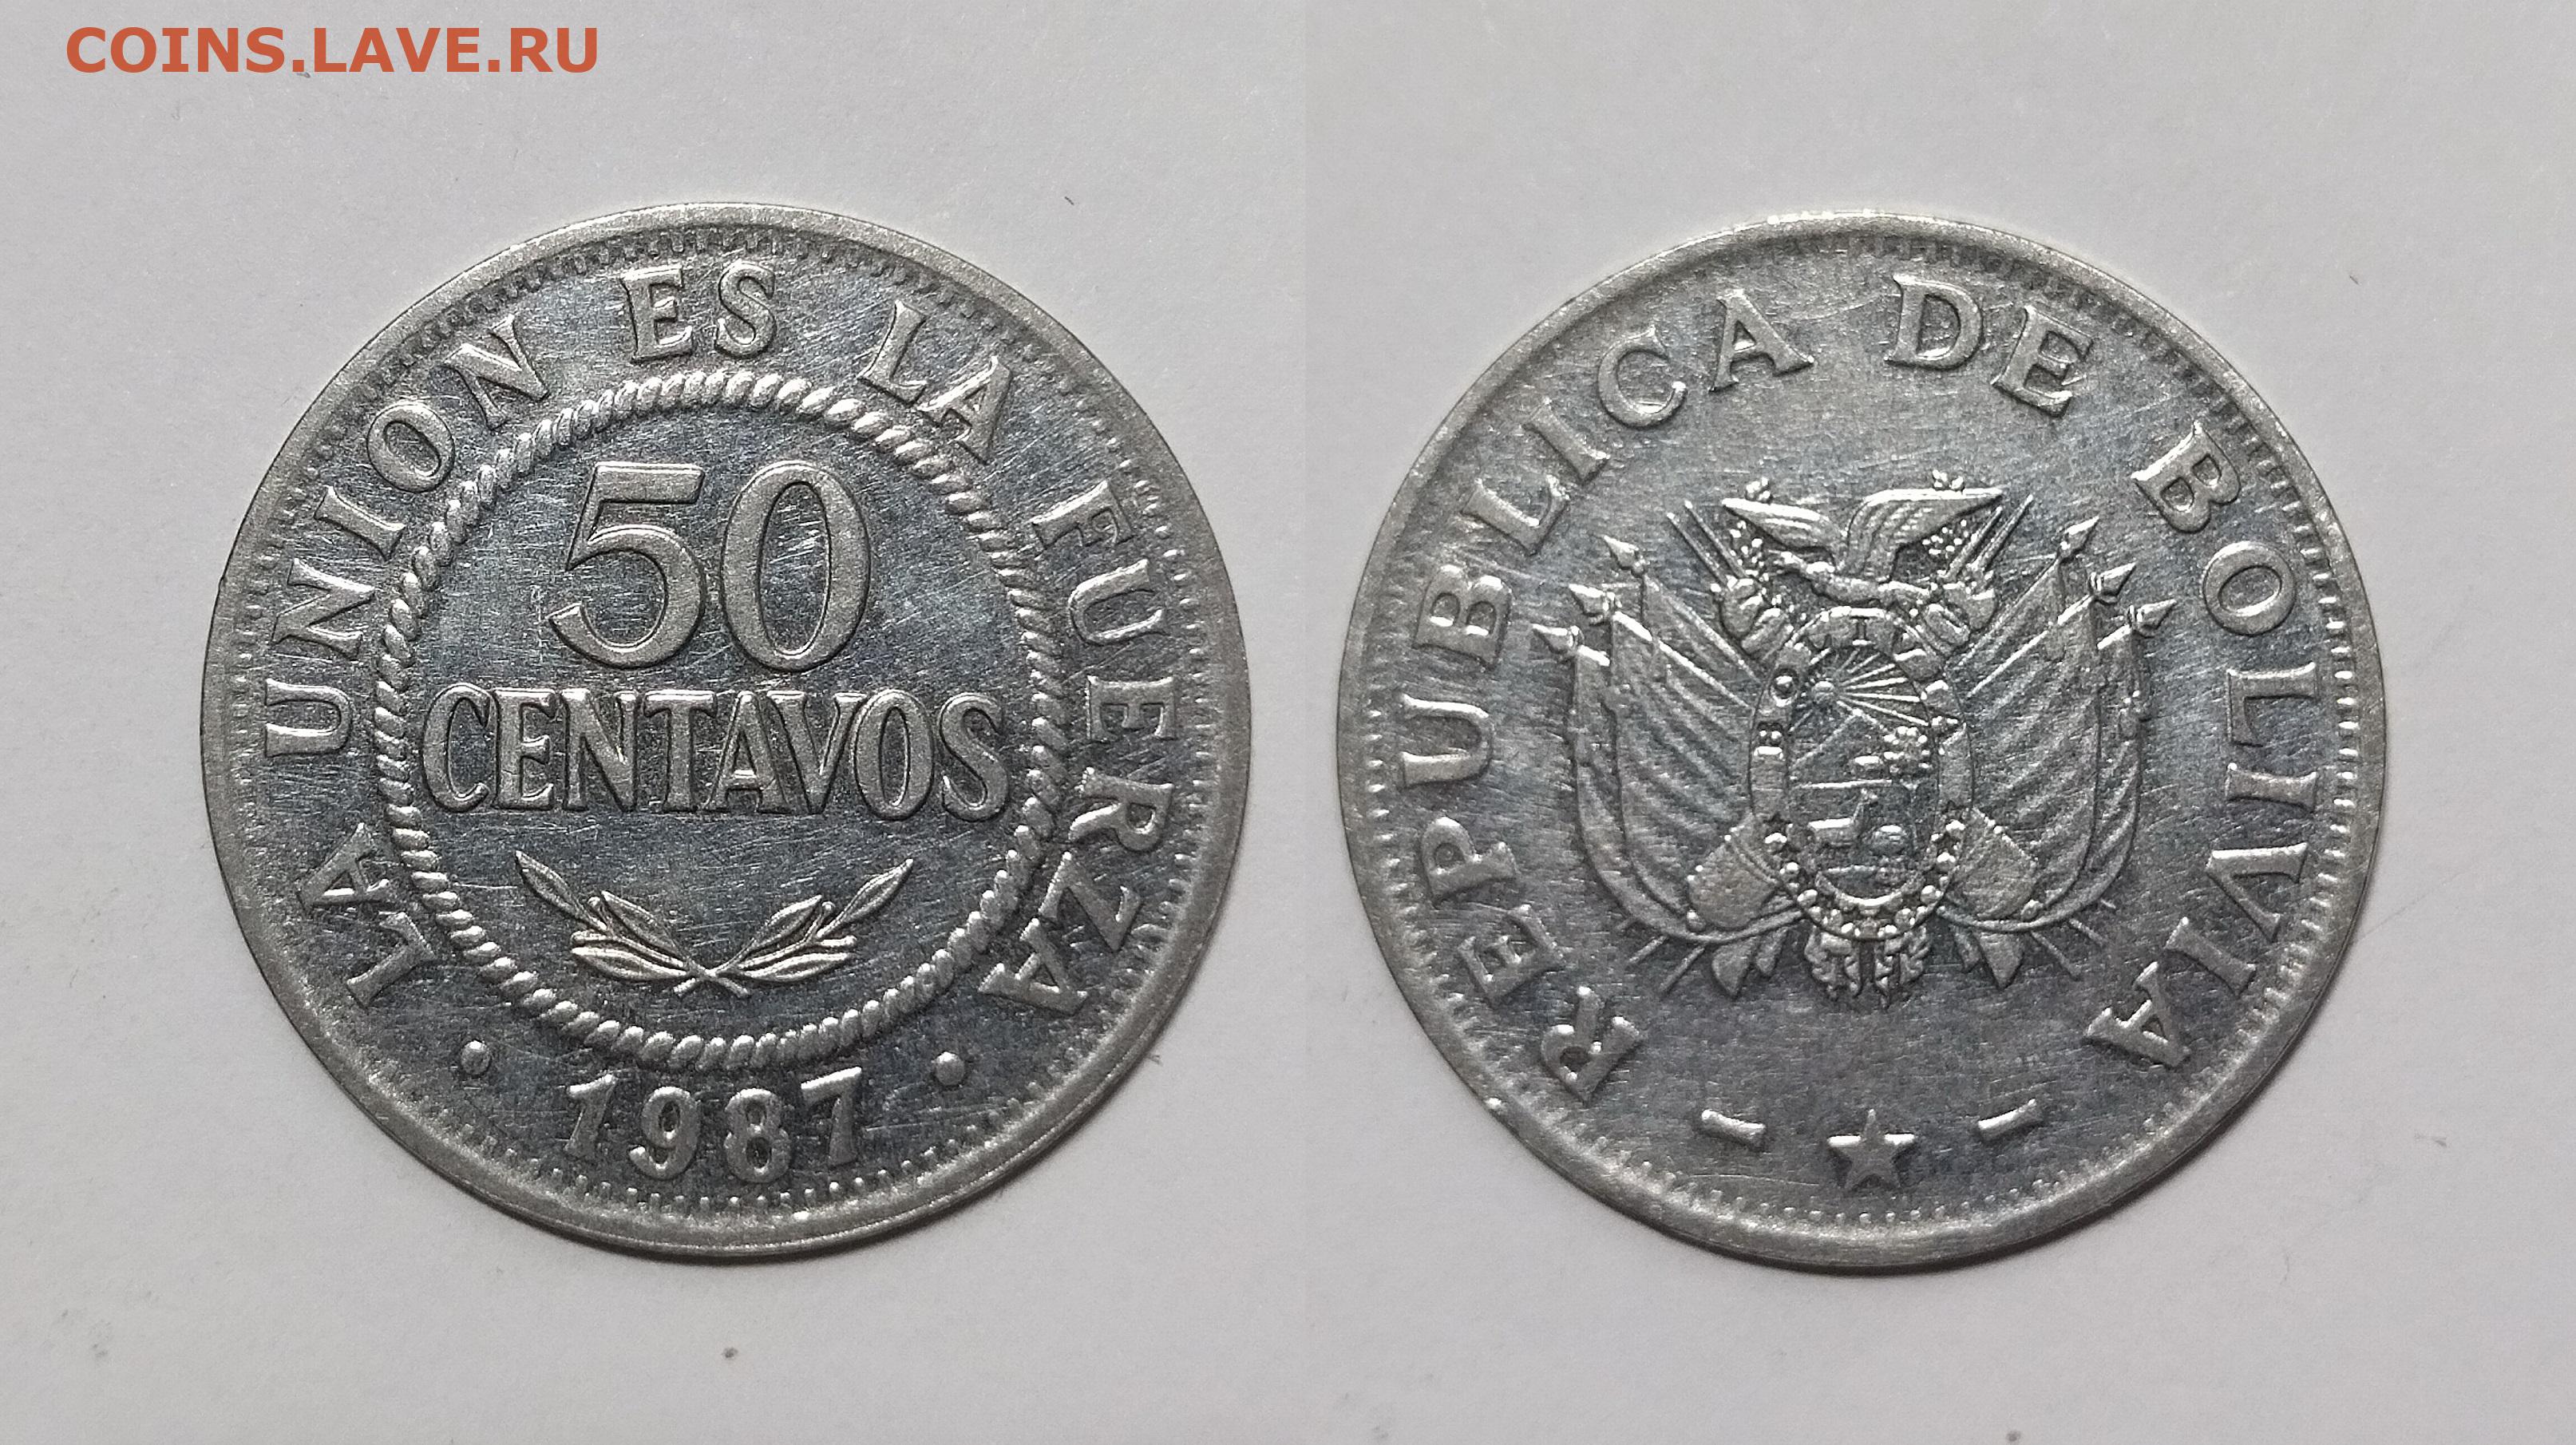 COINS.LAVE.RU
LA UNION ES LA FUERZA
50
CENTAVOS
• 1987 •
REPUBLICA DE BOLIVIA